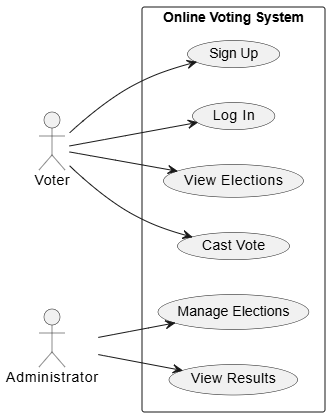 Online Voting System
Sign Up
Log In
Voter
View Elections
Cast Vote
Manage Elections
Administrator
View Results